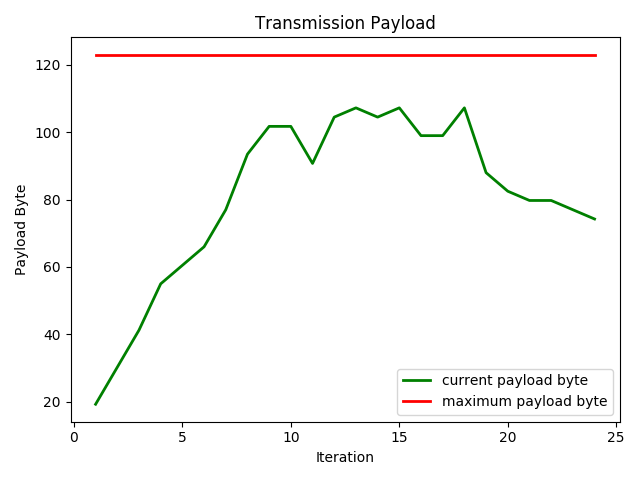 Transmission Payload
120
100
80
60
40
20
Payload Byte
0
5
10
15
20
25
Iteration
current payload byte
maximum payload byte